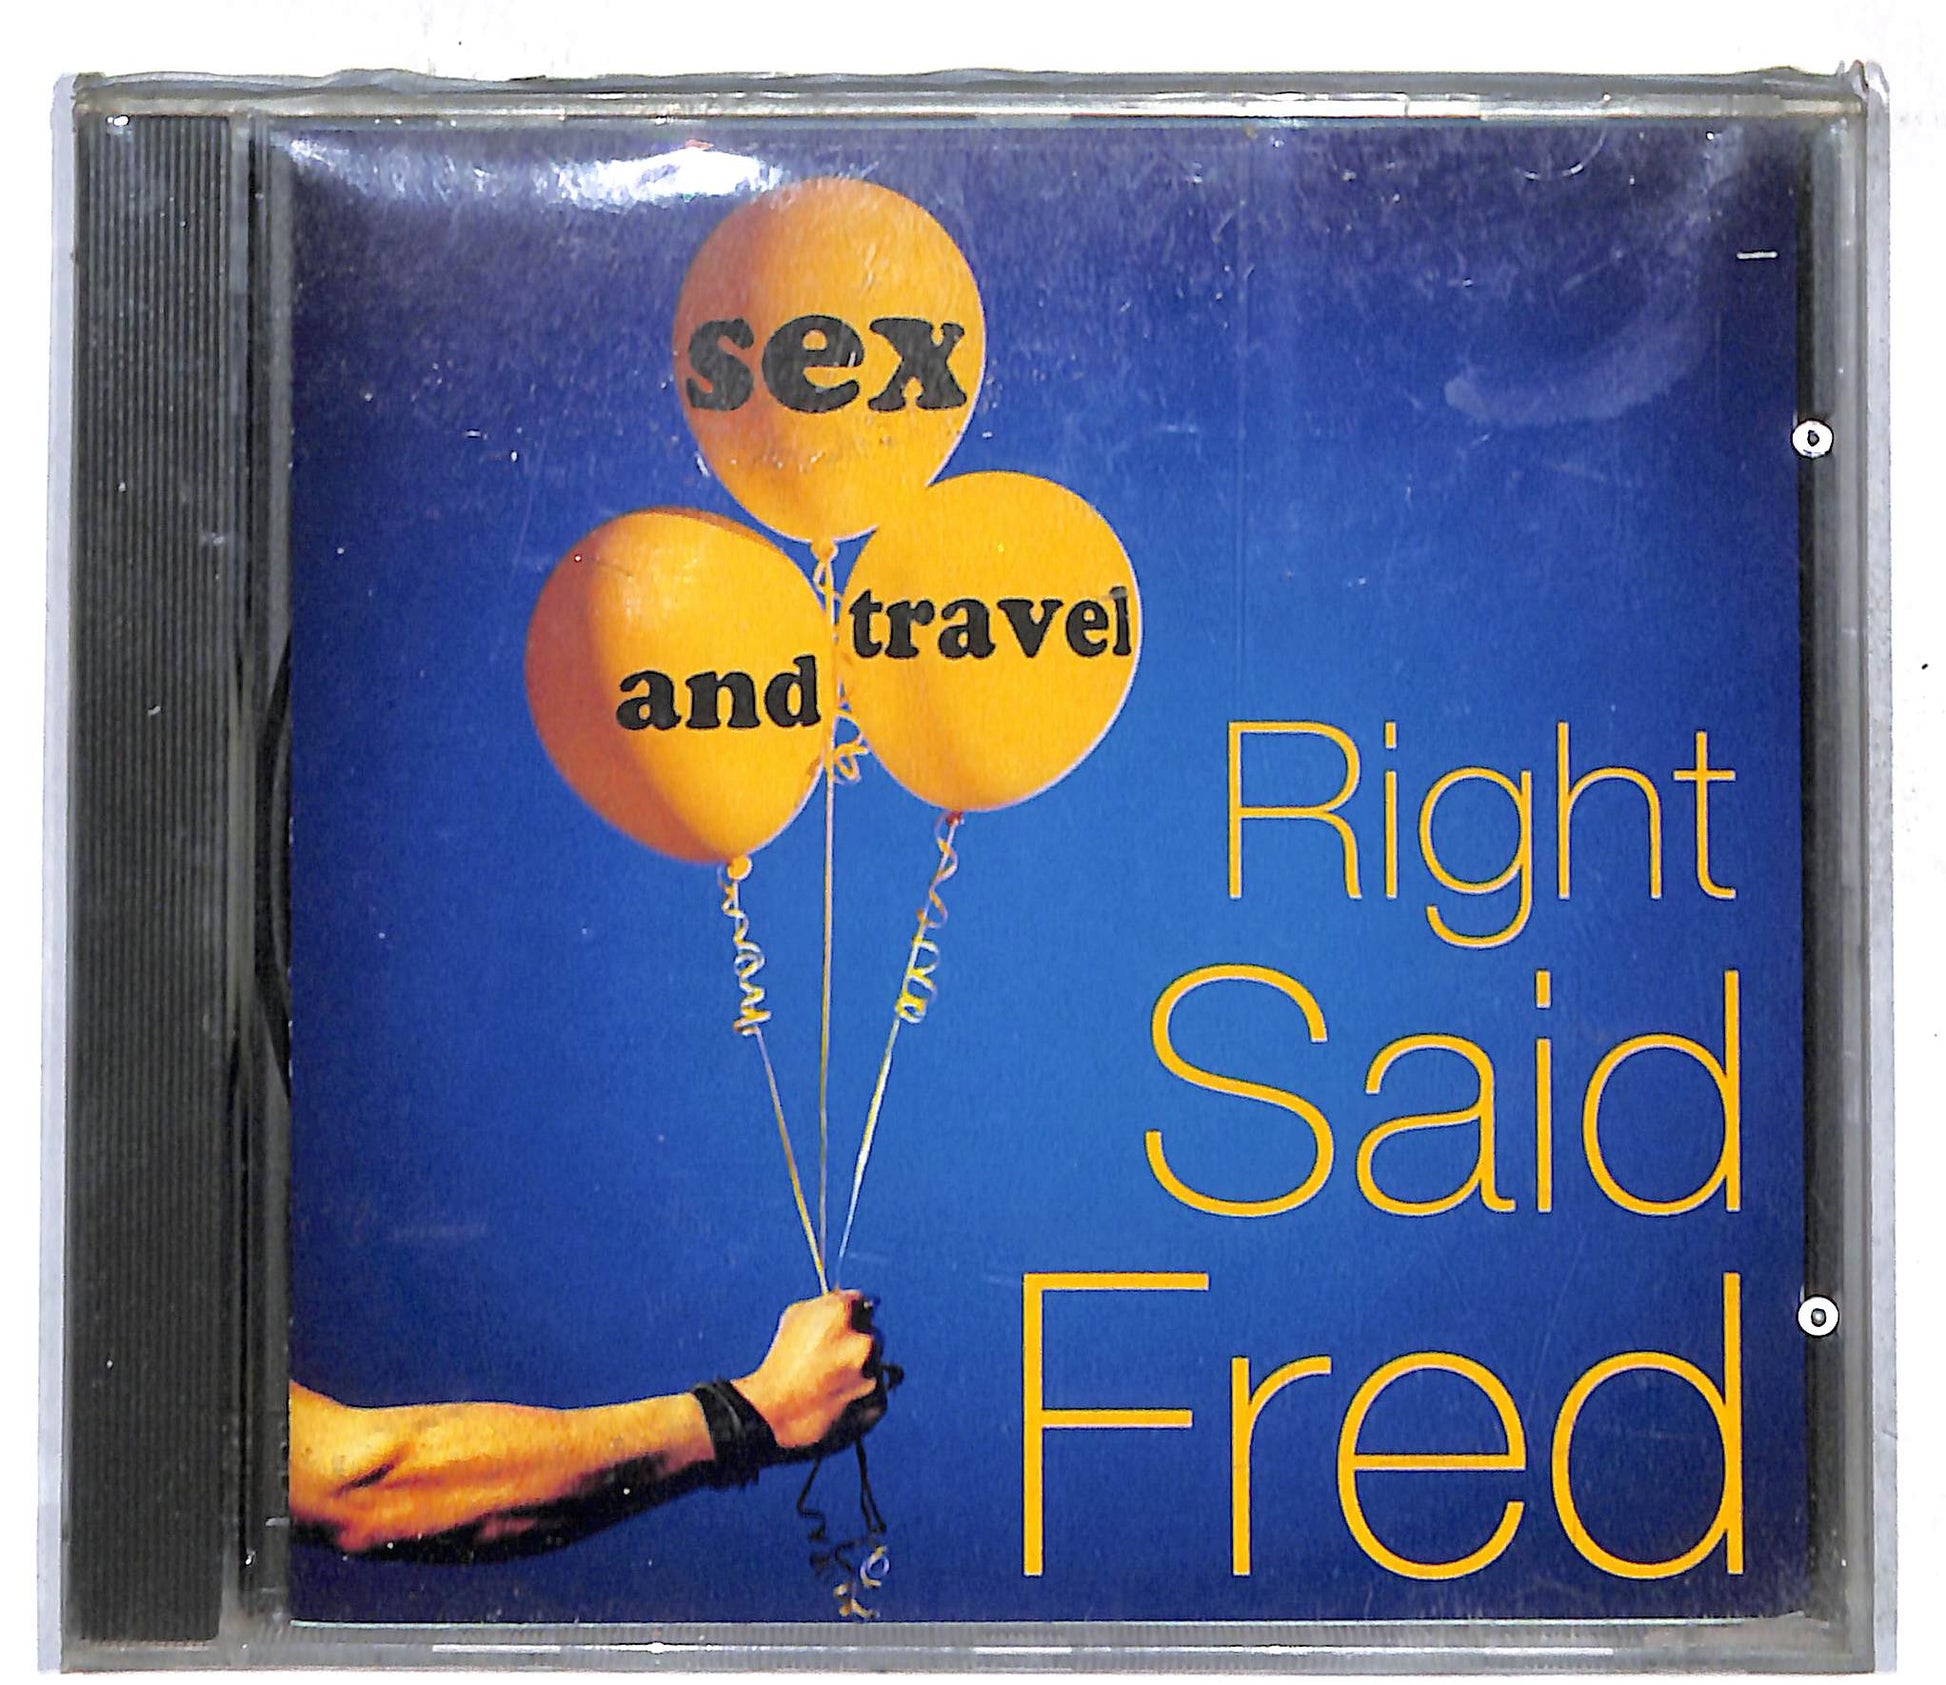 sex
and
travel
Right
Said
Fred